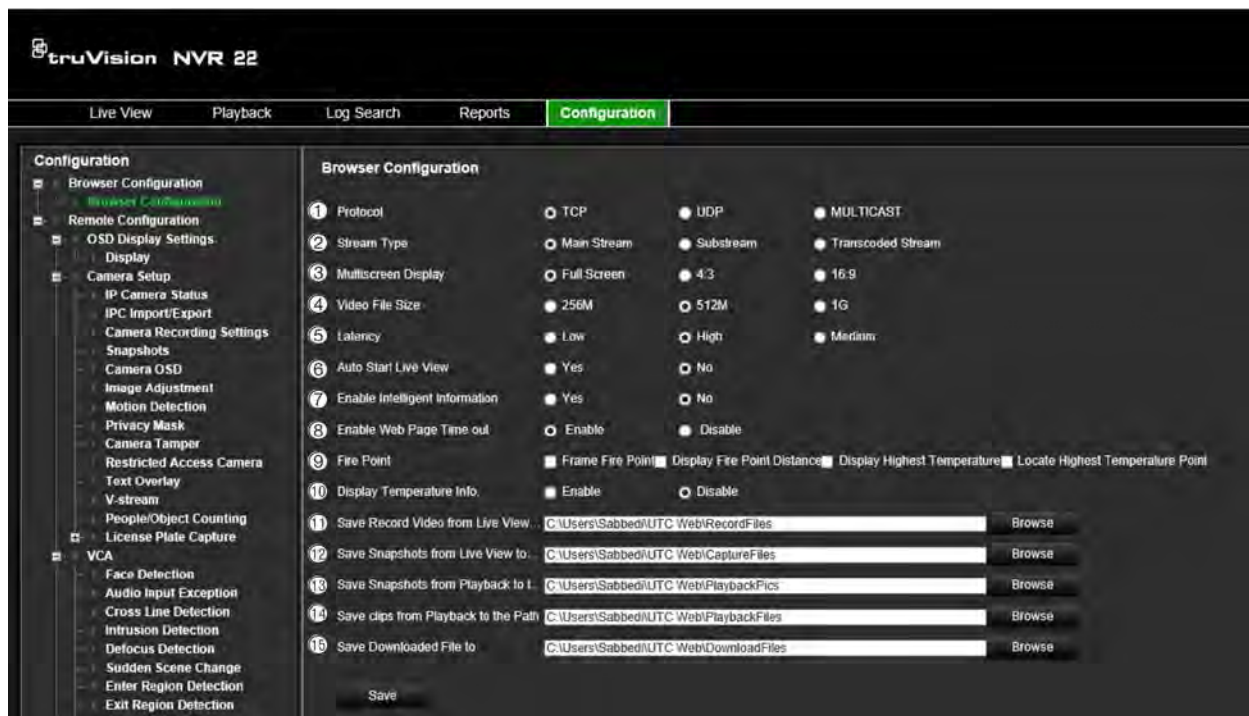 truVision NVR 22
Live View Playback Log Search Reports Configuration
Configuration
Browser Configuration
Browser Configuration
Remote Configuration
OSD Display Settings
Display
Camera Setup
IP Camera Status
IPC Import/Export
Camera Recording Settings
Snapshots
Camera OSD
Image Adjustment
Motion Detection
Privacy Mask
Camera Tamper
Restricted Access Camera
Text Overlay
V-stream
People/Object Counting
License Plate Capture
VCA
Face Detection
Audio Input Exception
Cross Line Detection
Intrusion Detection
Defocus Detection
Sudden Scene Change
Enter Region Detection
Exit Region Detection
Browser Configuration
1 Protocol TCP UDP MULTICAST
2 Stream Type Main Stream Substream Transcoded Stream
3 Multiscreen Display Full Screen 4:3 16:9
4 Video File Size 256M 512M 1G
5 Latency Low High Medium
6 Auto Start Live View Yes No
7 Enable Intelligent Information Yes No
8 Enable Web Page Time out Enable Disable
9 Fire Point Frame Fire Point Display Fire Point Distance Display Highest Temperature Locate Highest Temperature Point
10 Display Temperature Info. Enable Disable
11 Save Record Video from Live View... C:\Users\Sabbedi\UTC Web\RecordFiles Browse
12 Save Snapshots from Live View to... C:\Users\Sabbedi\UTC Web\CaptureFiles Browse
13 Save Snapshots from Playback to t... C:\Users\Sabbedi\UTC Web\PlaybackPics Browse
14 Save clips from Playback to the Path C:\Users\Sabbedi\UTC Web\PlaybackFiles Browse
15 Save Downloaded File to C:\Users\Sabbedi\UTC Web\DownloadFiles Browse
Save